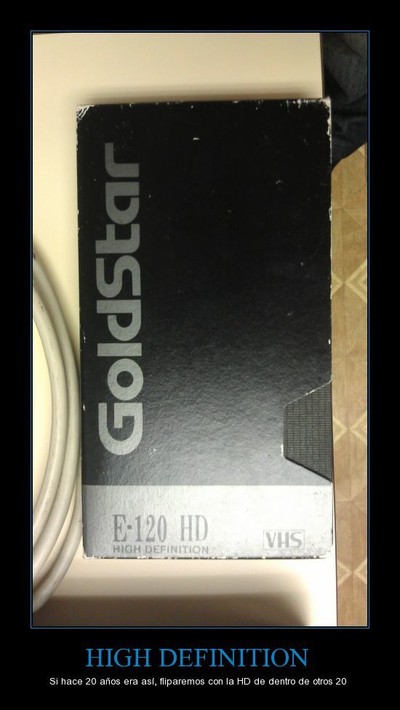 GoldStar
E-120 HD
HIGH DEFINITION
VHS
HIGH DEFINITION
Si hace 20 años era así, fliparemos con la HD de dentro de otros 20